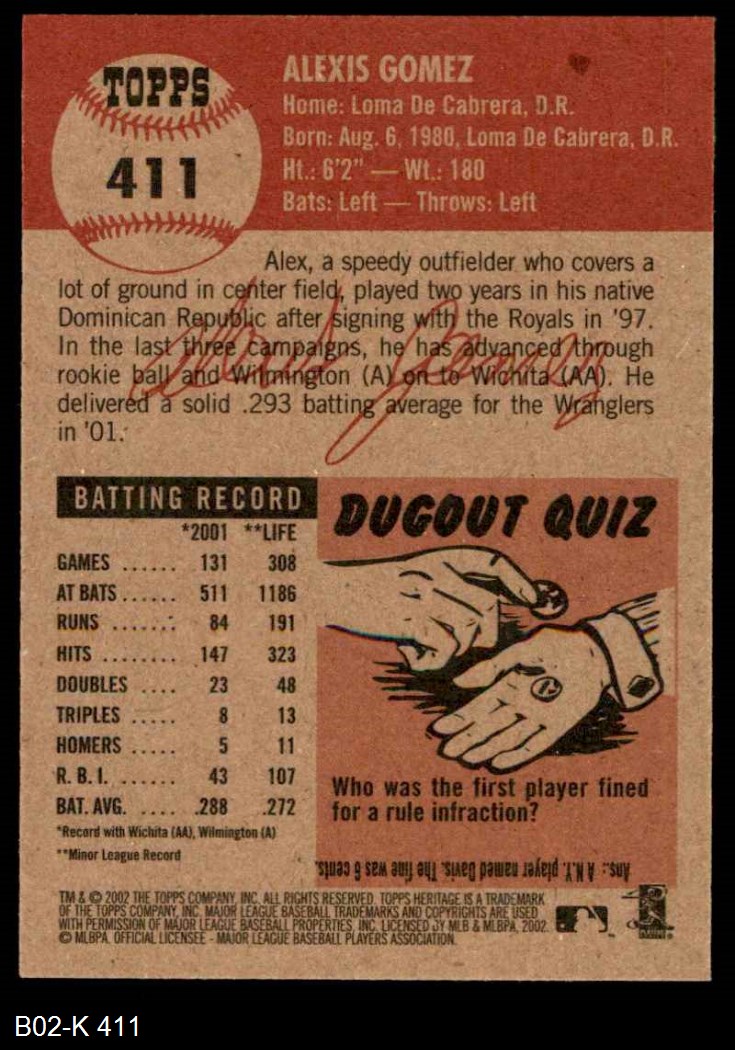 TOPPS
411
ALEXIS GOMEZ
Home: Loma De Cabrera, D.R.
Born: Aug. 6, 1980, Loma De Cabrera, D.R.
Ht.: 6'2" — Wt.: 180
Bats: Left — Throws: Left
Alex, a speedy outfielder who covers a
lot of ground in center field, played two years in his native
Dominican Republic after signing with the Royals in '97.
In the last three campaigns, he has advanced through
rookie ball and Wilmington (A) on to Wichita (AA). He
delivered a solid .293 batting average for the Wranglers
in '01.
Alexis Gomez
BATTING RECORD
*2001 **LIFE
GAMES ...... 131 308
AT BATS ...... 511 1186
RUNS ....... 84 191
HITS ........ 147 323
DOUBLES .... 23 48
TRIPLES ..... 8 13
HOMERS ..... 5 11
R. B. I. ...... 43 107
BAT. AVG. .... .288 .272
*Record with Wichita (AA), Wilmington (A)
**Minor League Record
DUGOUT QUIZ
Who was the first player fined
for a rule infraction?
Ans.: A N.Y. player named Davis. The fine was 6 cents.
TM & © 2002 THE TOPPS COMPANY, INC. ALL RIGHTS RESERVED. TOPPS HERITAGE IS A TRADEMARK
OF THE TOPPS COMPANY, INC. MAJOR LEAGUE BASEBALL TRADEMARKS AND COPYRIGHTS ARE USED
WITH PERMISSION OF MAJOR LEAGUE BASEBALL PROPERTIES, INC. LICENSED BY MLB & MLBPA, 2002.
© MLBPA. OFFICIAL LICENSEE - MAJOR LEAGUE BASEBALL PLAYERS ASSOCIATION.
B02-K 411